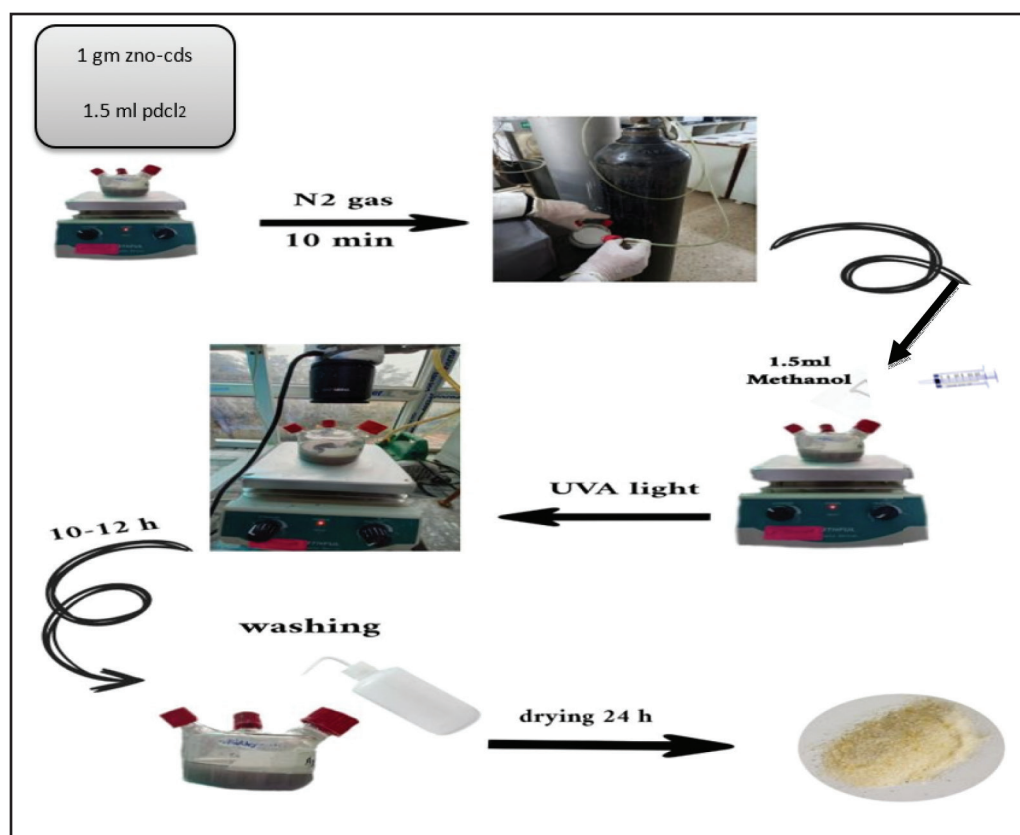 1 gm zno-cds
1.5 ml pdcl₂
N2 gas
10 min
1.5ml
Methanol
UVA light
10-12 h
washing
drying 24 h